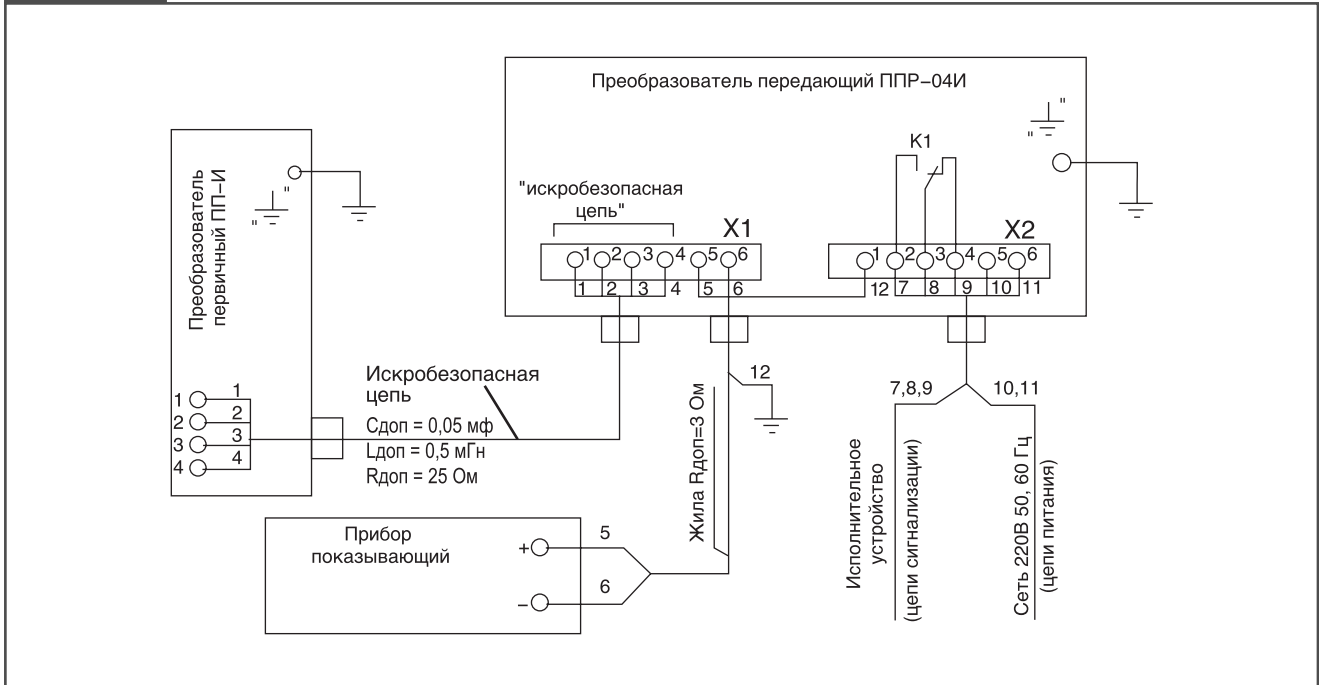 Преобразователь передающий ППР–04И
" "
K1
"искробезопасная
цепь"
X1
X2
1 2 3 4 5 6
1 2 3 4 5 6
1 2 3 4 5 6
12 7 8 9 10 11
Преобразователь
первичный ПП–И
" "
1 1
2 2
3 3
4 4
Искробезопасная
цепь
Сдоп = 0,05 мф
Lдоп = 0,5 мГн
Rдоп = 25 Ом
Жила Rдоп=3 Ом
12
7,8,9
10,11
Исполнительное
устройство
(цепи сигнализации)
Сеть 220В 50, 60 Гц
(цепи питания)
Прибор
показывающий
+ 5
– 6